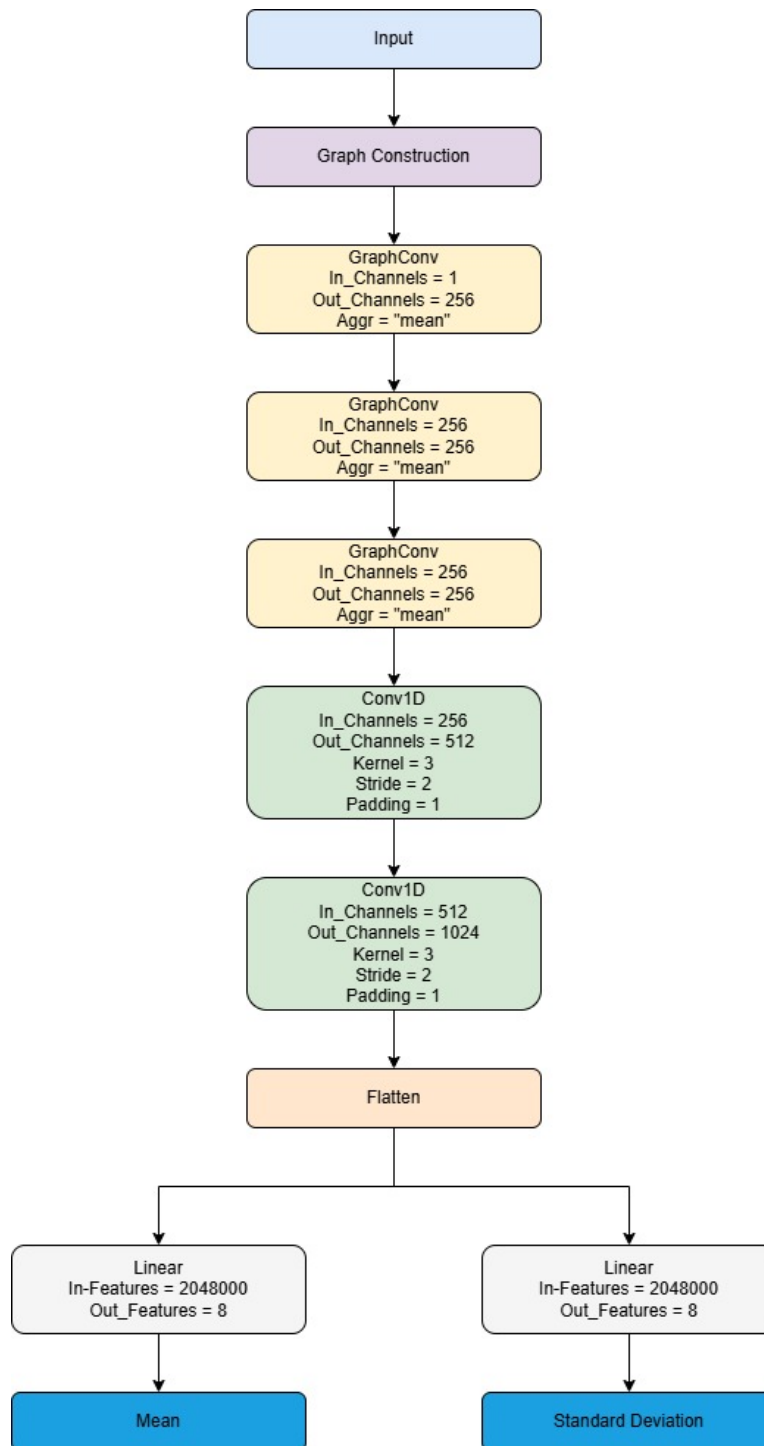 Input
Graph Construction
GraphConv
In_Channels = 1
Out_Channels = 256
Aggr = "mean"
GraphConv
In_Channels = 256
Out_Channels = 256
Aggr = "mean"
GraphConv
In_Channels = 256
Out_Channels = 256
Aggr = "mean"
Conv1D
In_Channels = 256
Out_Channels = 512
Kernel = 3
Stride = 2
Padding = 1
Conv1D
In_Channels = 512
Out_Channels = 1024
Kernel = 3
Stride = 2
Padding = 1
Flatten
Linear
In-Features = 2048000
Out_Features = 8
Linear
In-Features = 2048000
Out_Features = 8
Mean
Standard Deviation